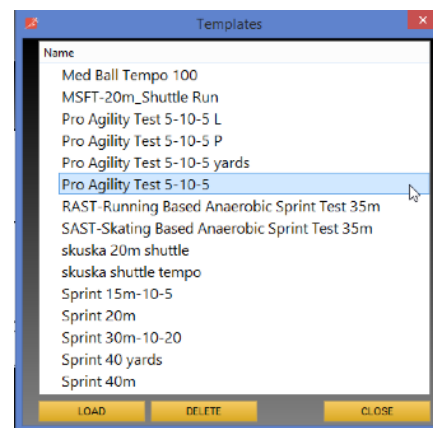 Templates
Name
Med Ball Tempo 100
MSFT-20m_Shuttle Run
Pro Agility Test 5-10-5 L
Pro Agility Test 5-10-5 P
Pro Agility Test 5-10-5 yards
Pro Agility Test 5-10-5
RAST-Running Based Anaerobic Sprint Test 35m
SAST-Skating Based Anaerobic Sprint Test 35m
skuska 20m shuttle
skuska shuttle tempo
Sprint 15m-10-5
Sprint 20m
Sprint 30m-10-20
Sprint 40 yards
Sprint 40m
LOAD DELETE CLOSE